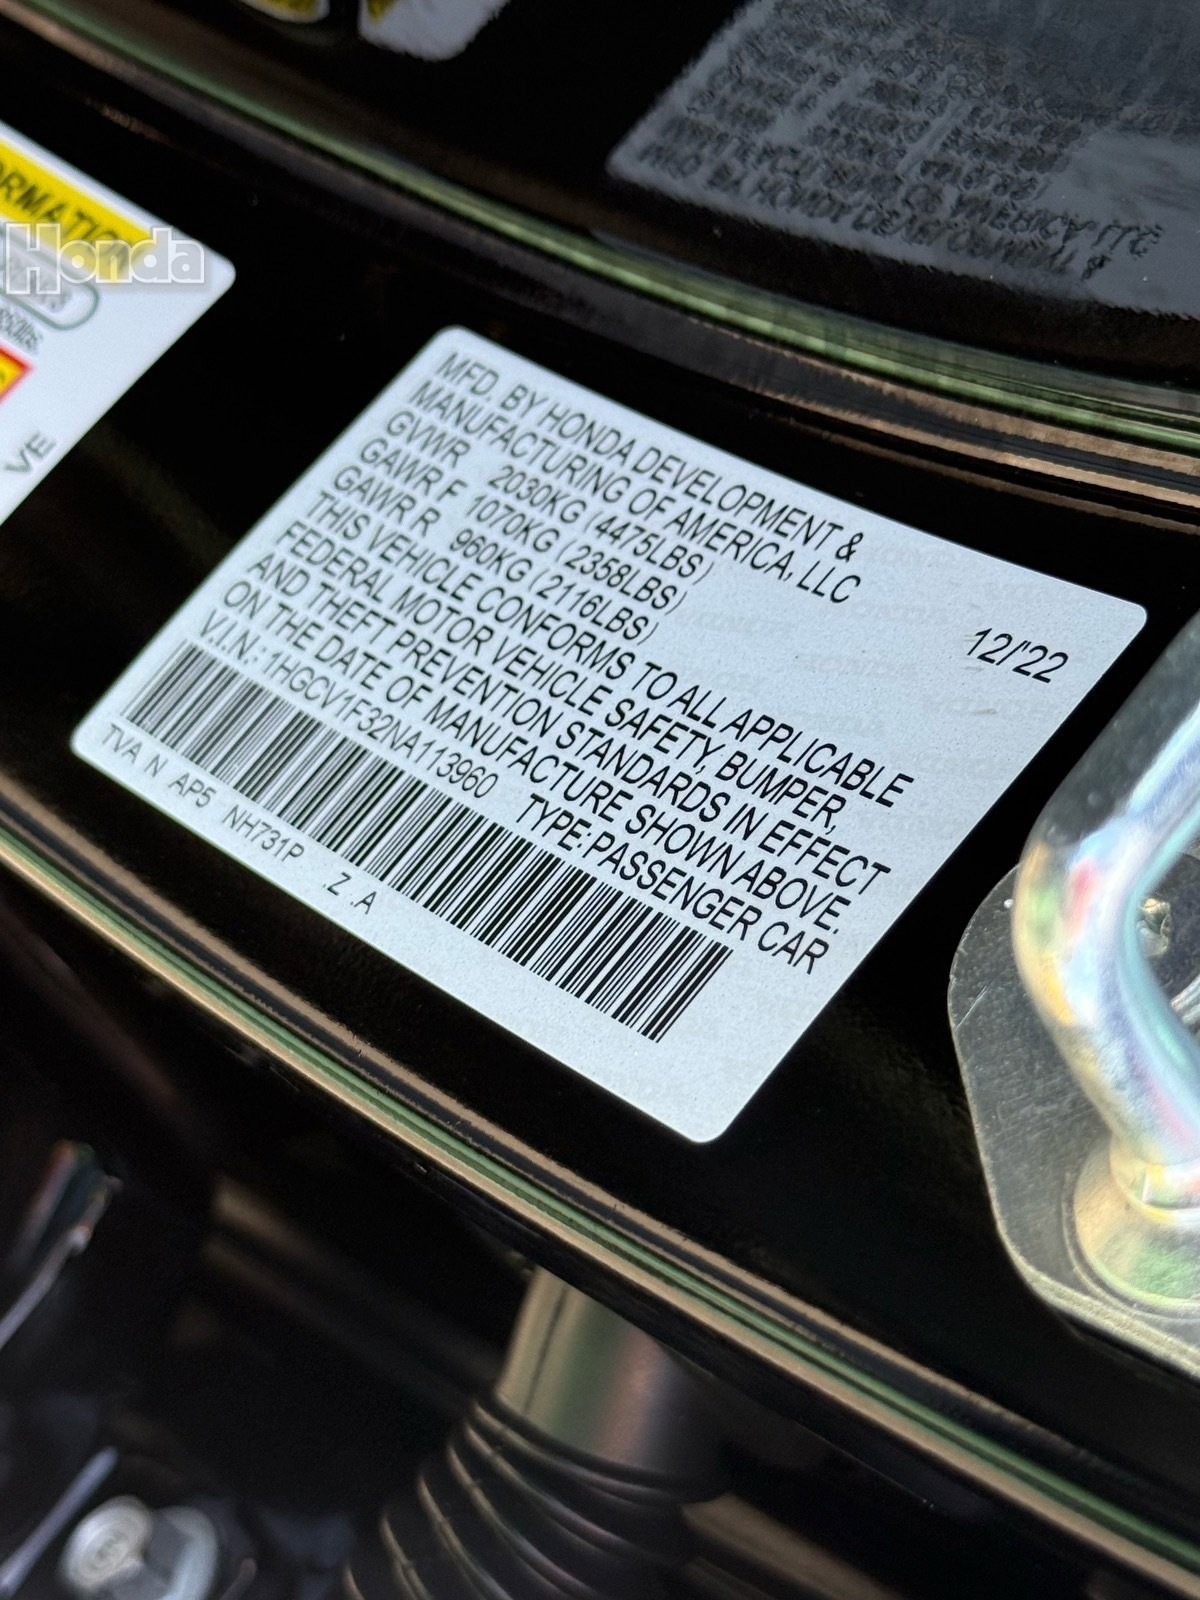 ORMATION
Honda
VE
MFD. BY HONDA DEVELOPMENT &
MANUFACTURING OF AMERICA, LLC
GVWR 2030KG (4475LBS)
GAWR F 1070KG (2358LBS)
GAWR R 960KG (2116LBS)
12/'22
THIS VEHICLE CONFORMS TO ALL APPLICABLE
FEDERAL MOTOR VEHICLE SAFETY, BUMPER,
AND THEFT PREVENTION STANDARDS IN EFFECT
ON THE DATE OF MANUFACTURE SHOWN ABOVE.
V.I.N.: 1HGCV1F32NA113960 TYPE: PASSENGER CAR
TVA N AP5 NH731P .Z .A